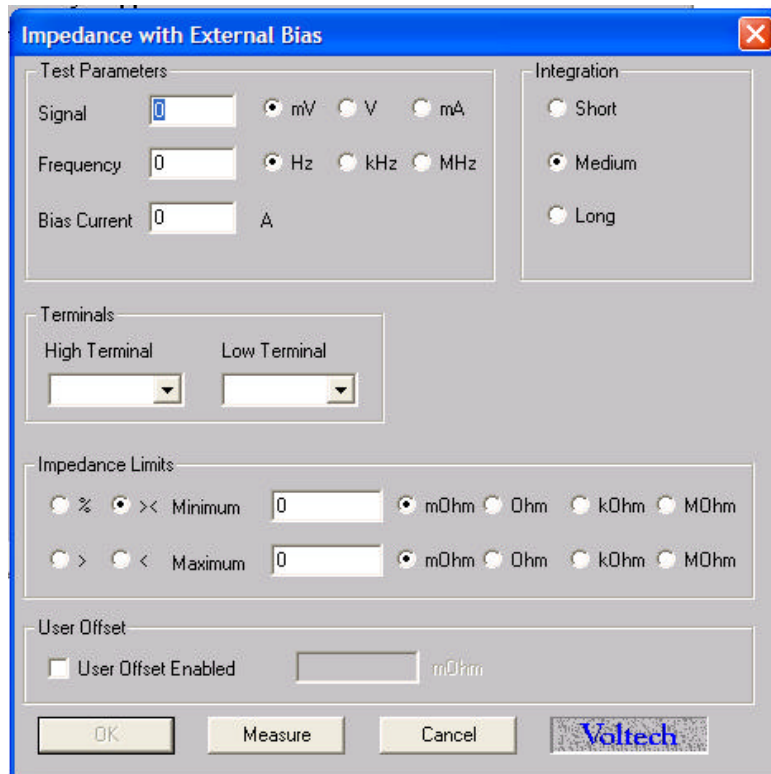 Impedance with External Bias
Test Parameters
Signal 0 mV V mA
Frequency 0 Hz kHz MHz
Bias Current 0 A
Integration
Short
Medium
Long
Terminals
High Terminal Low Terminal
Impedance Limits
% >< Minimum 0 mOhm Ohm kOhm MOhm
> < Maximum 0 mOhm Ohm kOhm MOhm
User Offset
User Offset Enabled mOhm
OK Measure Cancel Voltech